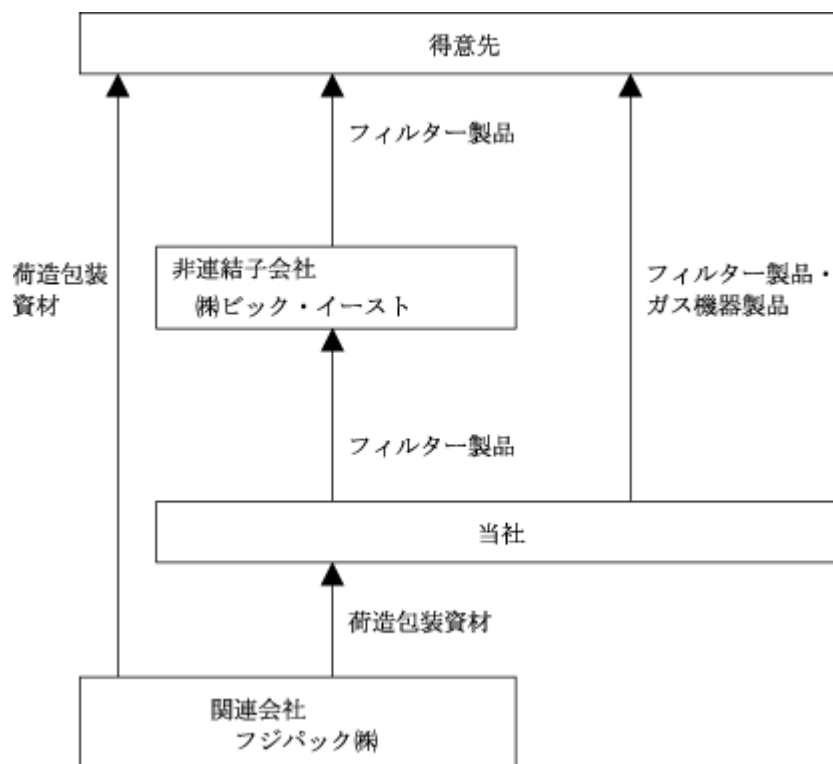 得意先
フィルター製品
荷造包装
資材
非連結子会社
㈱ビック・イースト
フィルター製品・
ガス機器製品
フィルター製品
当社
荷造包装資材
関連会社
フジパック㈱